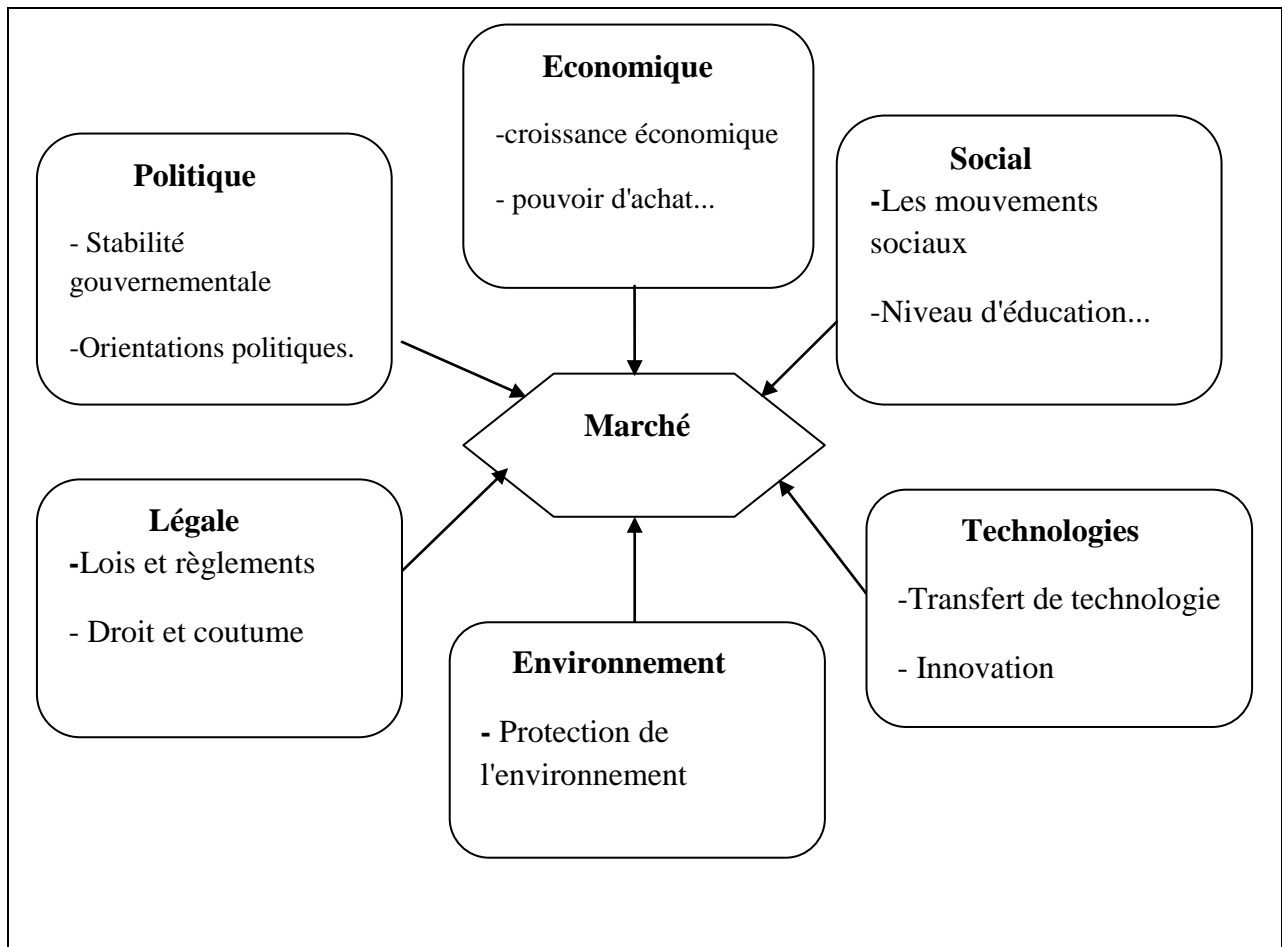 Economique
-croissance économique
- pouvoir d'achat...
Politique
- Stabilité
gouvernementale
-Orientations politiques.
Social
-Les mouvements
sociaux
-Niveau d'éducation...
Marché
Légale
-Lois et règlements
- Droit et coutume
Environnement
- Protection de
l'environnement
Technologies
-Transfert de technologie
- Innovation